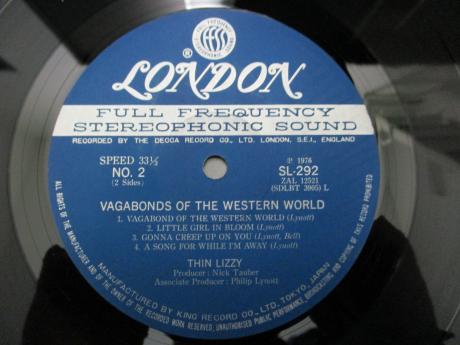 FULL FREQUENCY
® LONDON
FULL FREQUENCY
STEREOPHONIC SOUND
RECORDED BY THE DECCA RECORD CO., LTD. LONDON, S.E.I., ENGLAND
SPEED 33⅓
NO. 2
(2 Sides)
℗ 1976
SL-292
ZAL 12521
(SDLBT 3905) L
VAGABONDS OF THE WESTERN WORLD
1. VAGABOND OF THE WESTERN WORLD (Lynott)
2. LITTLE GIRL IN BLOOM (Lynott)
3. GONNA CREEP UP ON YOU (Lynott, Bell)
4. A SONG FOR WHILE I'M AWAY (Lynott)
THIN LIZZY
Producer : Nick Tauber
Associate Producer : Philip Lynott
MANUFACTURED BY KING RECORD CO., LTD. TOKYO, JAPAN
ALL RIGHTS OF THE MANUFACTURER AND OF THE OWNER OF THE RECORDED WORK RESERVED, UNAUTHORISED PUBLIC PERFORMANCE, BROADCASTING AND COPYING OF THIS RECORD PROHIBITED